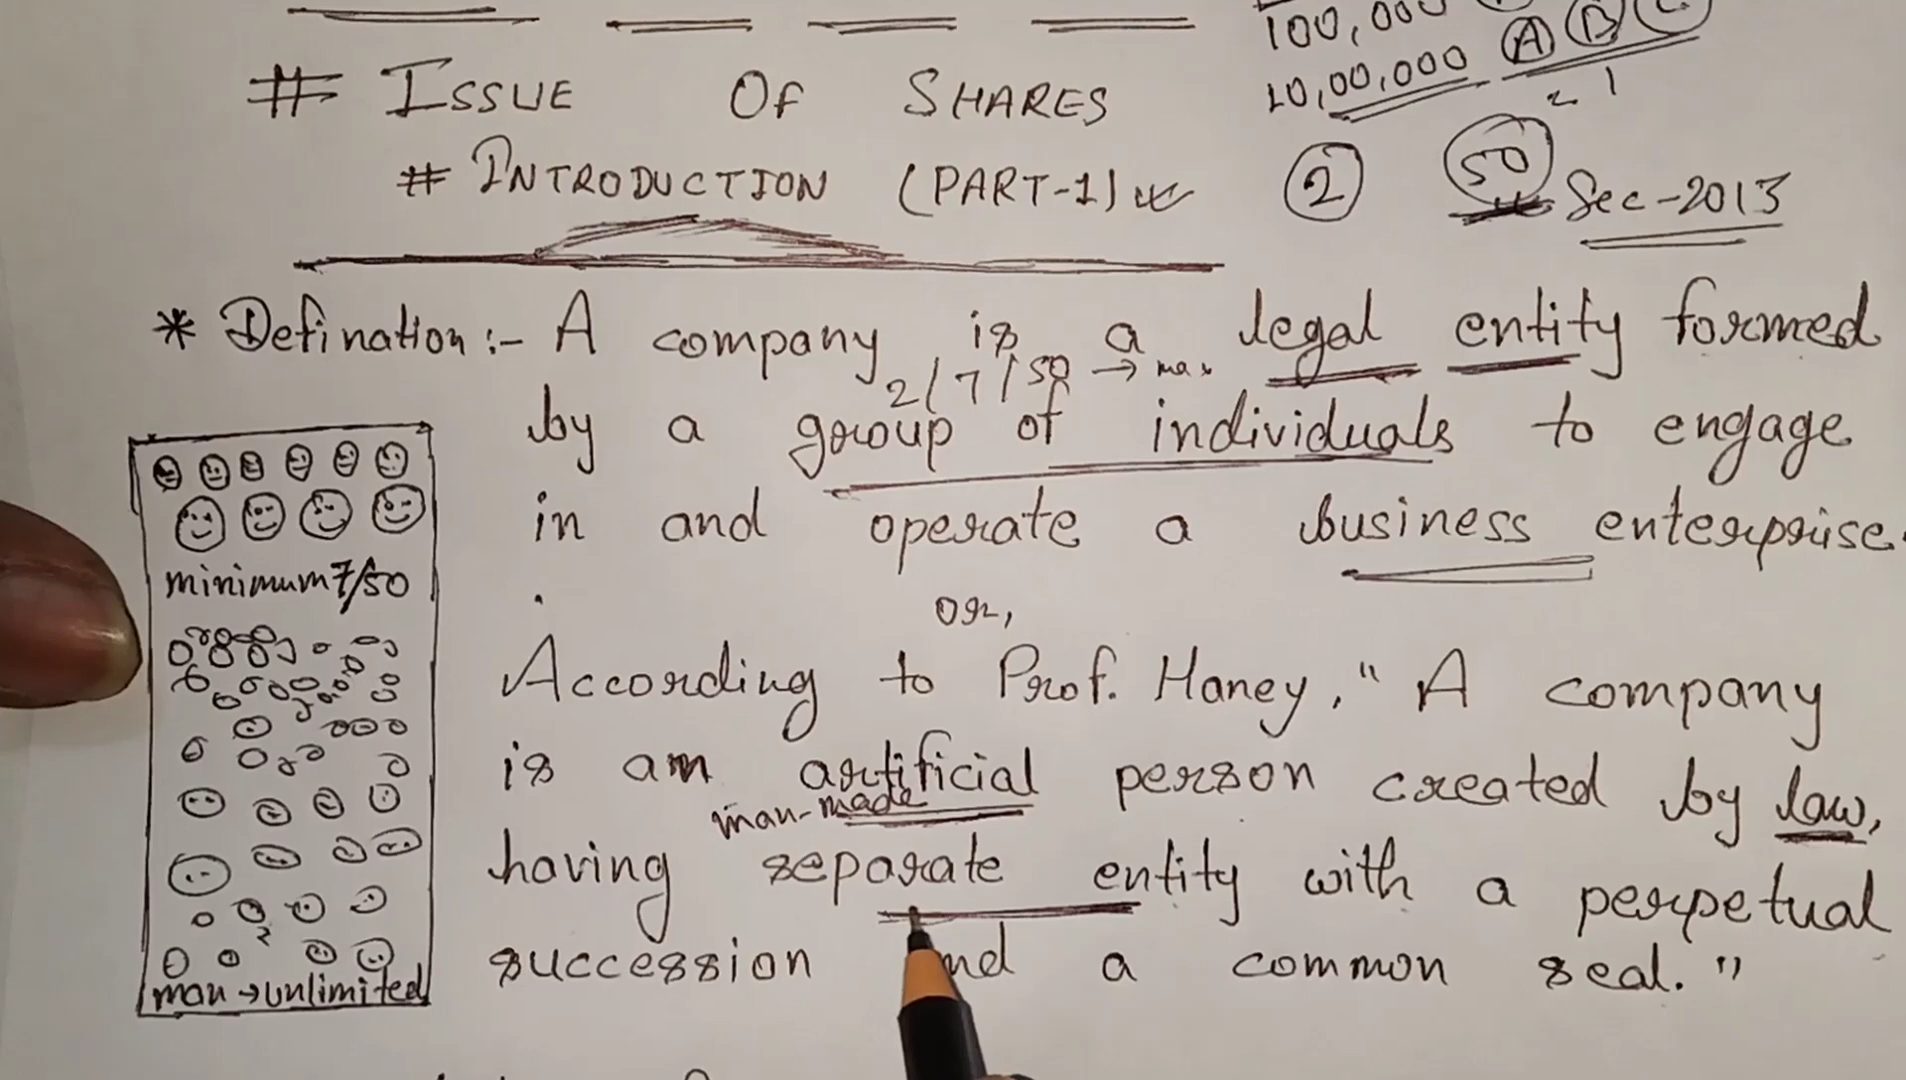 100,000
10,00,000 A B C
2 1
# ISSUE OF SHARES
# INTRODUCTION (PART-1)
2 50 Sec-2013
* Defination :- A company is a legal entity formed
2/7/50 → max
by a group of individuals to engage
in and operate a business enterprise.
or,
According to Prof. Haney, "A company
is am artificial person created by law,
man-made
having separate entity with a perpetual
succession and a common seal."
minimum 7/50
max → unlimited